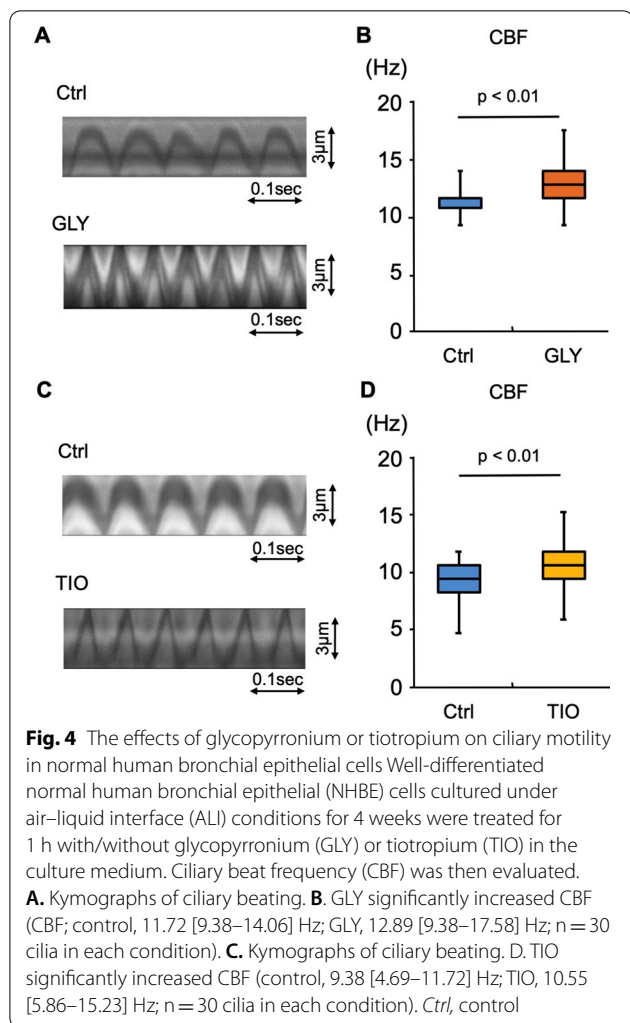 A
Ctrl
3μm
0.1sec
GLY
3μm
0.1sec
B
CBF
(Hz)
p < 0.01
20
15
10
5
0
Ctrl GLY
C
Ctrl
3μm
0.1sec
TIO
3μm
0.1sec
D
CBF
(Hz)
p < 0.01
20
15
10
5
0
Ctrl TIO
Fig. 4 The effects of glycopyrronium or tiotropium on ciliary motility
in normal human bronchial epithelial cells Well-differentiated
normal human bronchial epithelial (NHBE) cells cultured under
air–liquid interface (ALI) conditions for 4 weeks were treated for
1 h with/without glycopyrronium (GLY) or tiotropium (TIO) in the
culture medium. Ciliary beat frequency (CBF) was then evaluated.
A. Kymographs of ciliary beating. B. GLY significantly increased CBF
(CBF; control, 11.72 [9.38–14.06] Hz; GLY, 12.89 [9.38–17.58] Hz; n = 30
cilia in each condition). C. Kymographs of ciliary beating. D. TIO
significantly increased CBF (control, 9.38 [4.69–11.72] Hz; TIO, 10.55
[5.86–15.23] Hz; n = 30 cilia in each condition). Ctrl, control